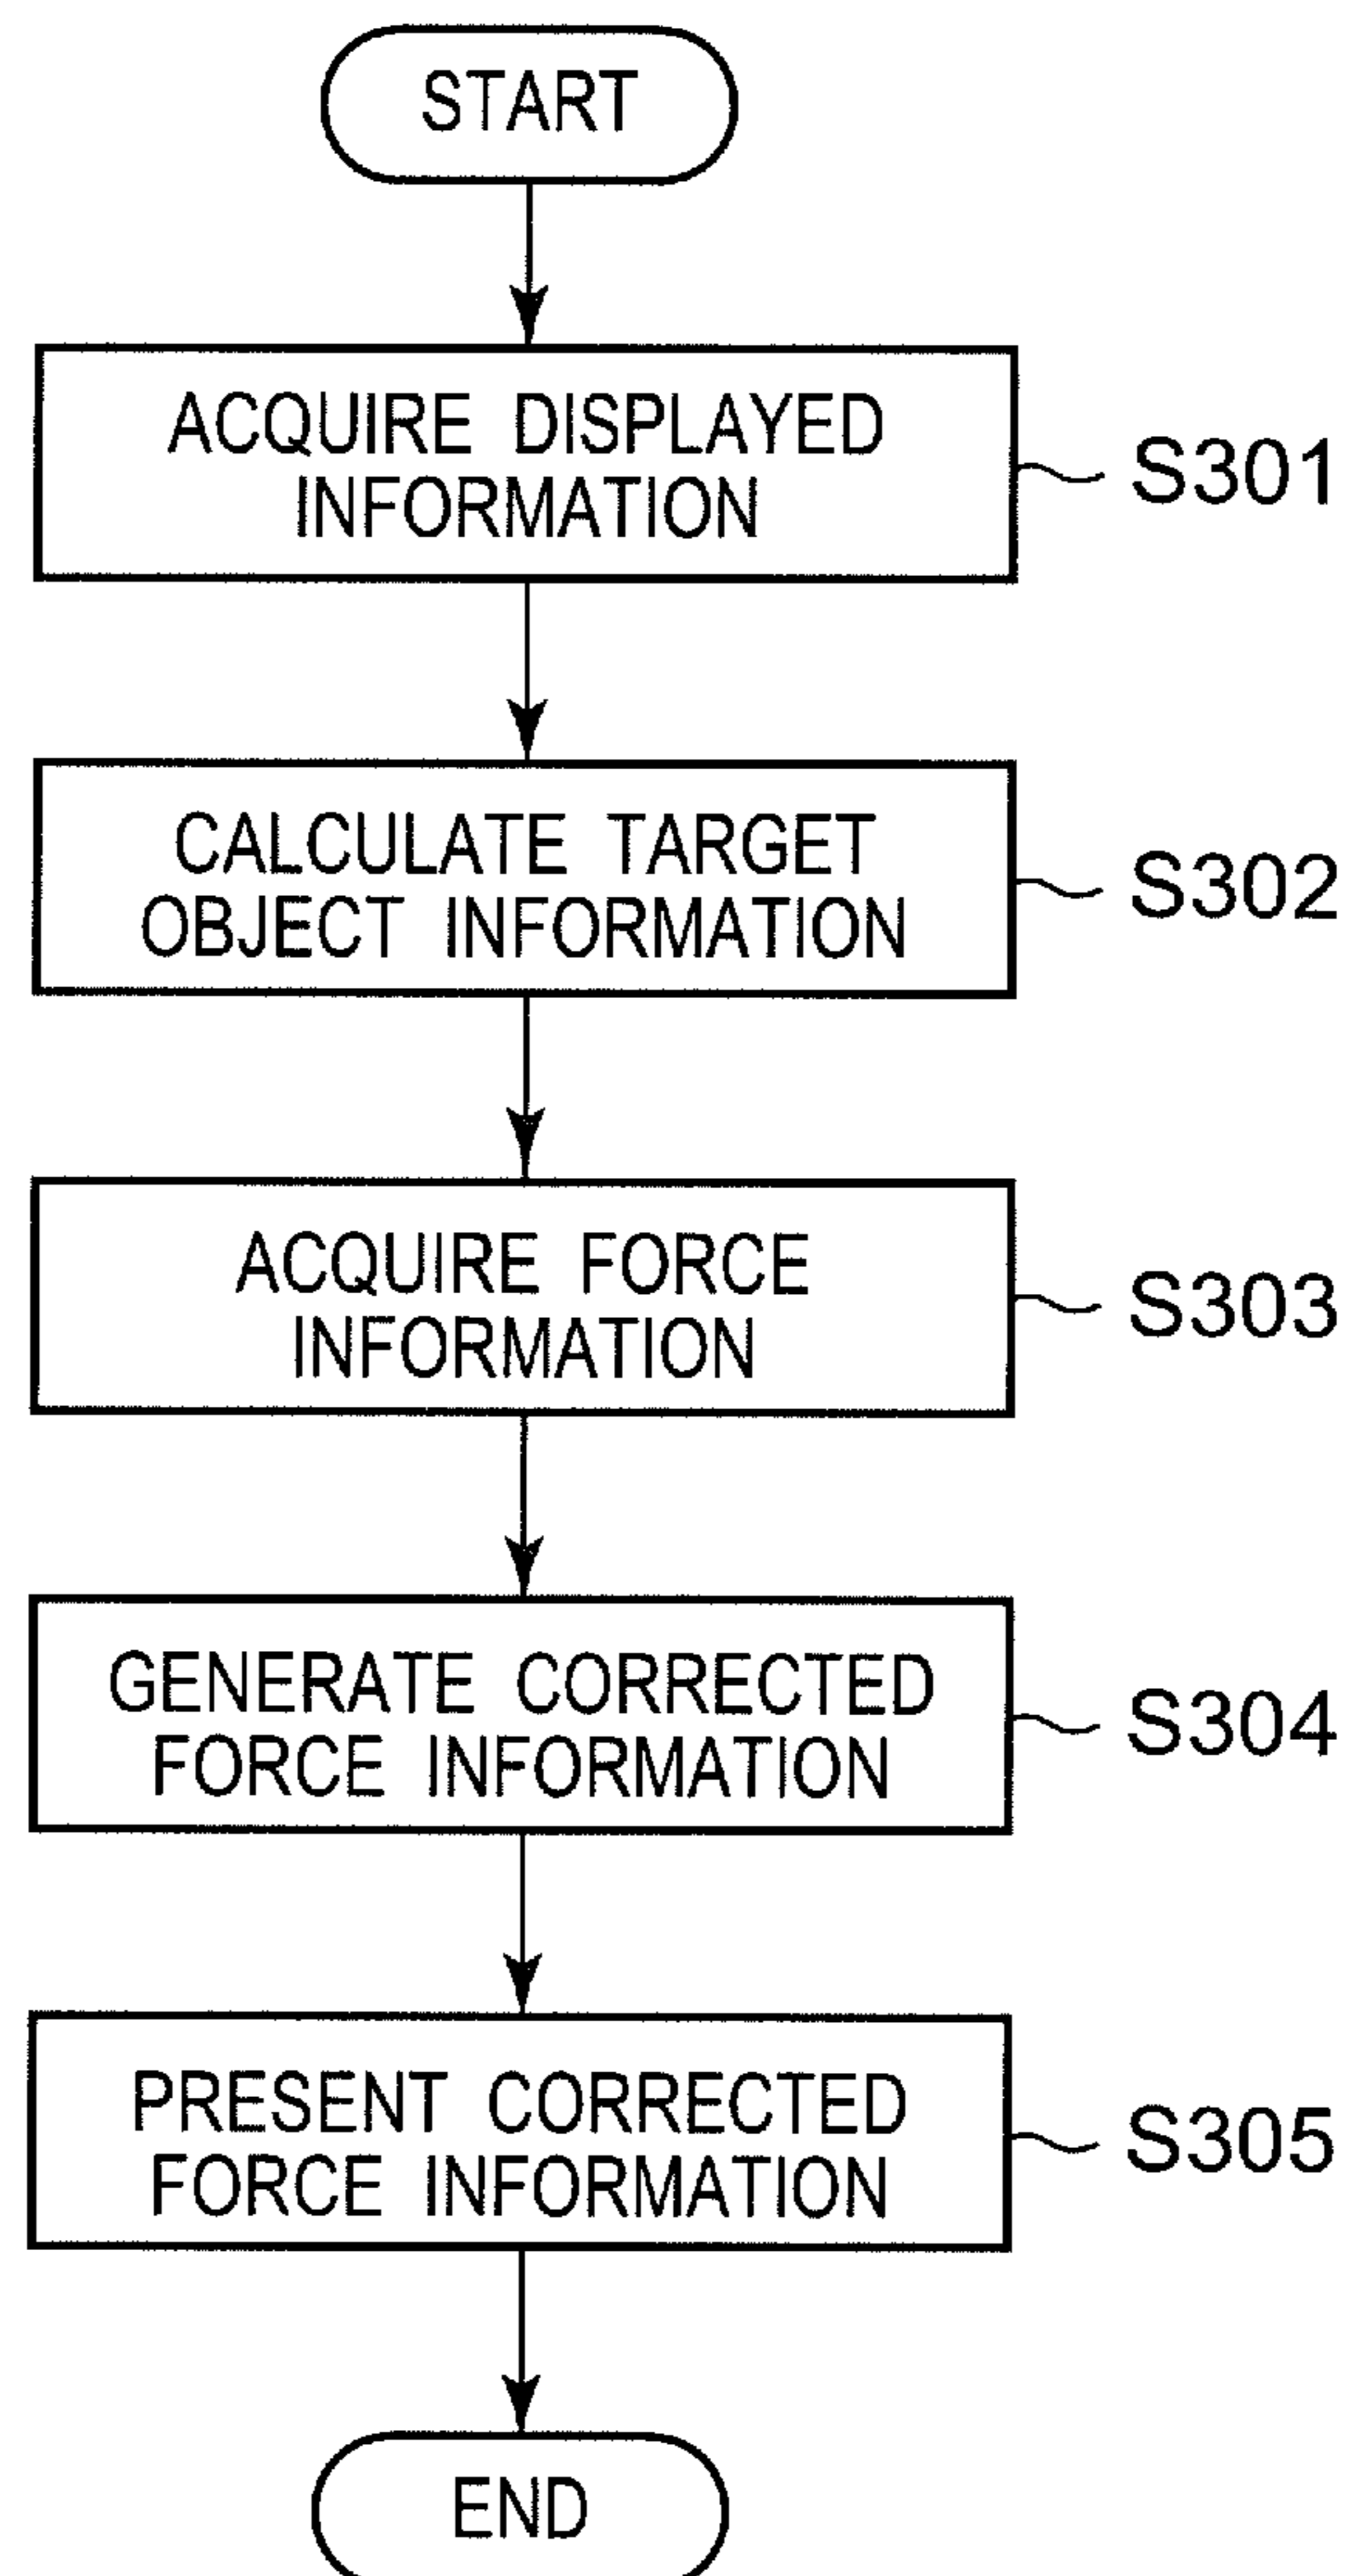 START
ACQUIRE DISPLAYED
INFORMATION
S301
CALCULATE TARGET
OBJECT INFORMATION
S302
ACQUIRE FORCE
INFORMATION
S303
GENERATE CORRECTED
FORCE INFORMATION
S304
PRESENT CORRECTED
FORCE INFORMATION
S305
END